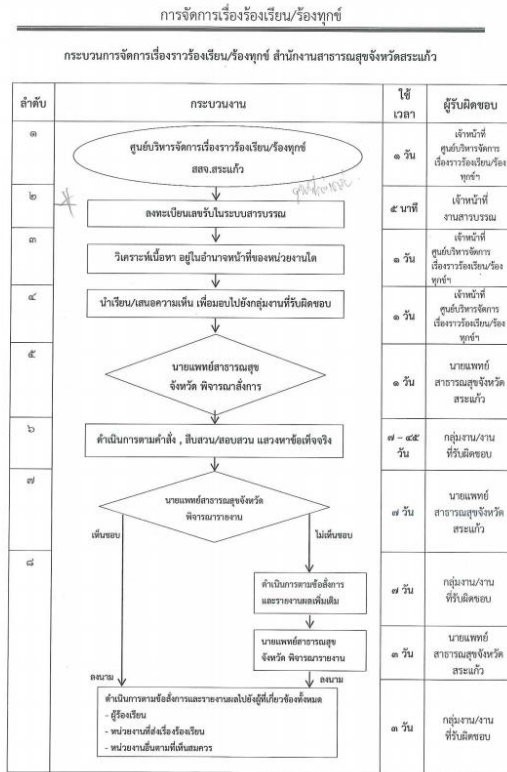 การจัดการเรื่องร้องเรียน/ร้องทุกข์
กระบวนการจัดการเรื่องราวร้องเรียน/ร้องทุกข์ สำนักงานสาธารณสุขจังหวัดสระแก้ว
ลำดับ
กระบวนงาน
ใช้
เวลา
ผู้รับผิดชอบ
๑
ศูนย์บริหารจัดการเรื่องราวร้องเรียน/ร้องทุกข์
สสจ.สระแก้ว
๑ วัน
เจ้าหน้าที่
ศูนย์บริหารจัดการ
เรื่องราวร้องเรียน/ร้อง
ทุกข์ฯ
๒
ลงทะเบียนเลขรับในระบบสารบรรณ
๕ นาที
เจ้าหน้าที่
งานสารบรรณ
๓
วิเคราะห์เนื้อหา อยู่ในอำนาจหน้าที่ของหน่วยงานใด
๑ วัน
เจ้าหน้าที่
ศูนย์บริหารจัดการ
เรื่องราวร้องเรียน/ร้อง
ทุกข์ฯ
๔
นำเรียน/เสนอความเห็น เพื่อมอบไปยังกลุ่มงานที่รับผิดชอบ
๑ วัน
เจ้าหน้าที่
ศูนย์บริหารจัดการ
เรื่องราวร้องเรียน/ร้อง
ทุกข์ฯ
๕
นายแพทย์สาธารณสุข
จังหวัด พิจารณาสั่งการ
๑ วัน
นายแพทย์
สาธารณสุขจังหวัด
สระแก้ว
๖
ดำเนินการตามคำสั่ง , สืบสวน/สอบสวน แสวงหาข้อเท็จจริง
๗ – ๔๕
วัน
กลุ่มงาน/งาน
ที่รับผิดชอบ
๗
นายแพทย์สาธารณสุขจังหวัด
พิจารณารายงาน
เห็นชอบ
ไม่เห็นชอบ
๗ วัน
นายแพทย์
สาธารณสุขจังหวัด
สระแก้ว
๘
ดำเนินการตามข้อสั่งการ
และรายงานผลเพิ่มเติม
๗ วัน
กลุ่มงาน/งาน
ที่รับผิดชอบ
นายแพทย์สาธารณสุข
จังหวัด พิจารณารายงาน
๓ วัน
นายแพทย์
สาธารณสุขจังหวัด
สระแก้ว
ลงนาม
ลงนาม
ดำเนินการตามข้อสั่งการและรายงานผลไปยังผู้ที่เกี่ยวข้องทั้งหมด
- ผู้ร้องเรียน
- หน่วยงานที่ส่งเรื่องร้องเรียน
- หน่วยงานอื่นตามที่เห็นสมควร
๓ วัน
กลุ่มงาน/งาน
ที่รับผิดชอบ